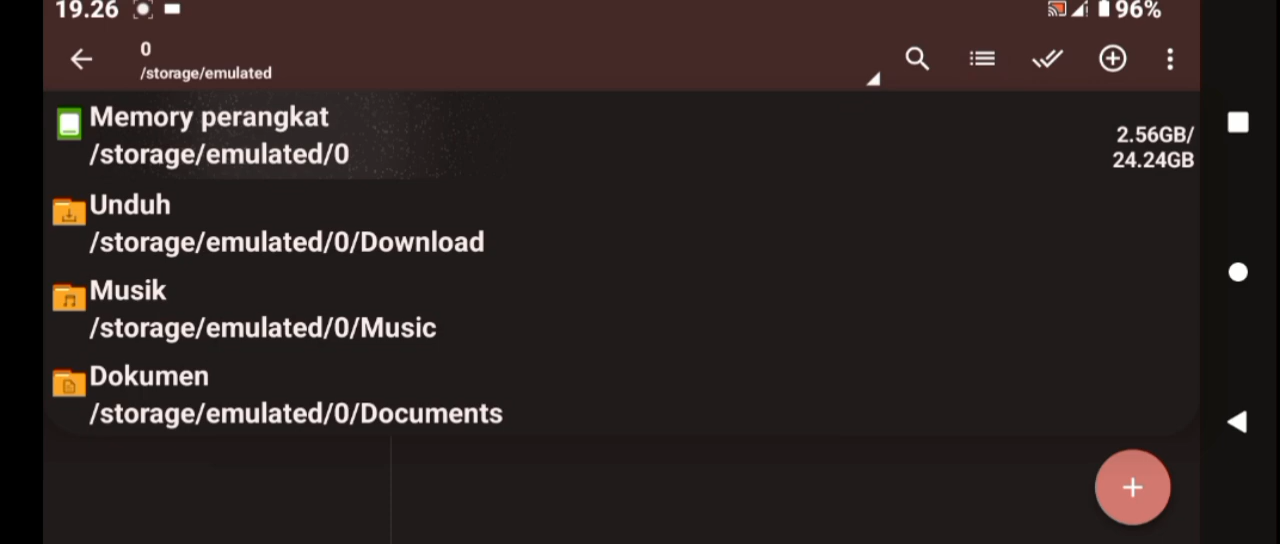 19.26
96%
0
/storage/emulated
Memory perangkat
/storage/emulated/0
2.56GB/
24.24GB
Unduh
/storage/emulated/0/Download
Musik
/storage/emulated/0/Music
Dokumen
/storage/emulated/0/Documents